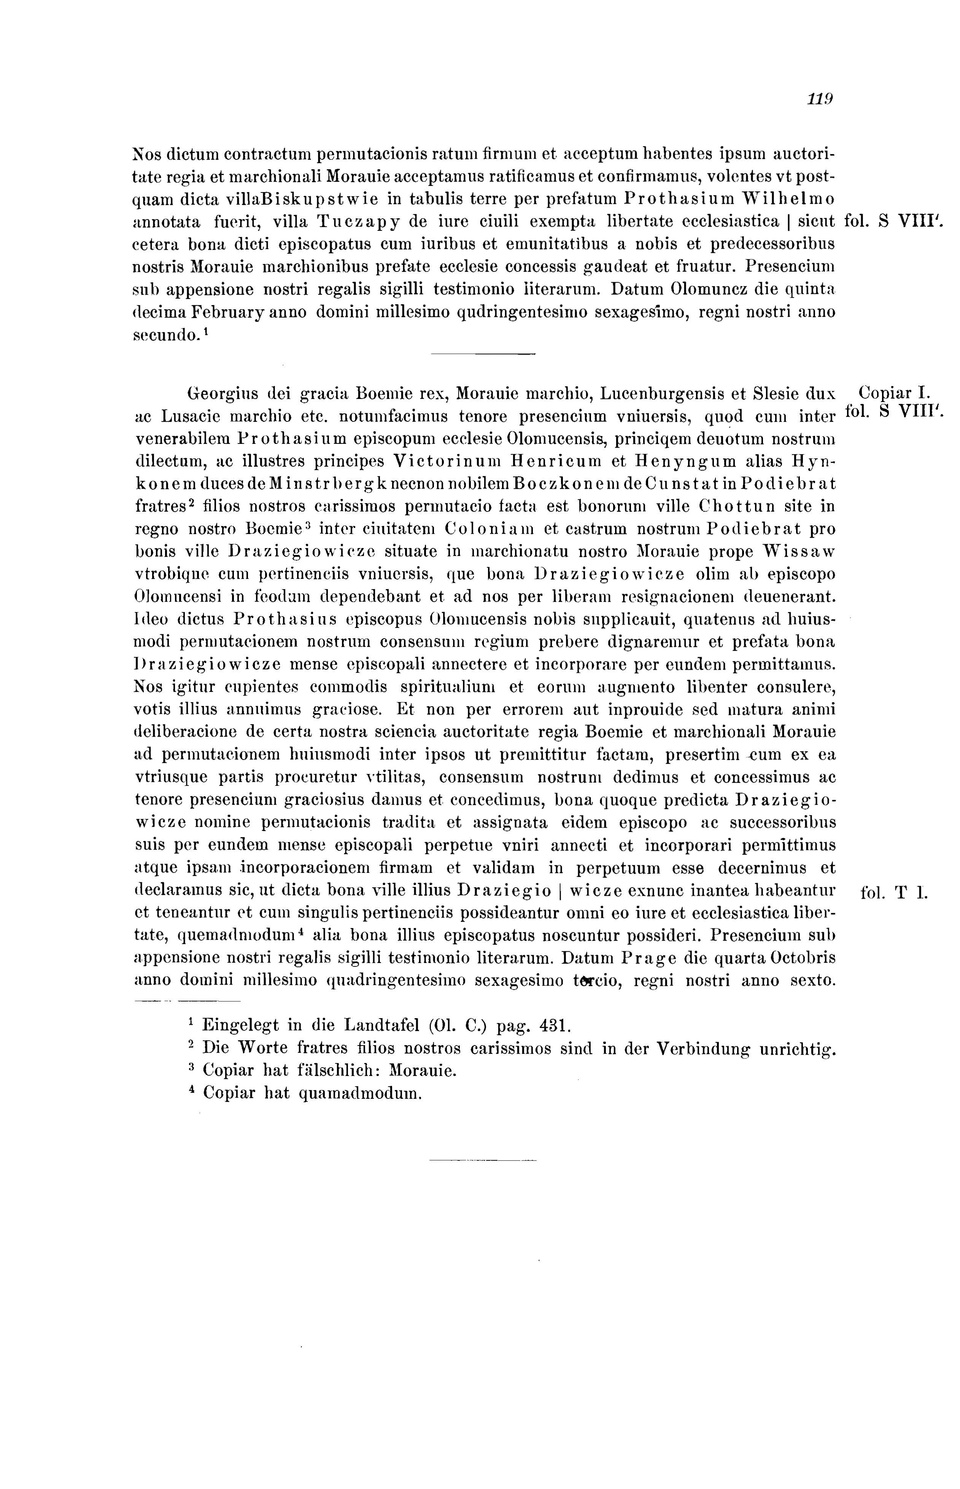 119
Nos dictum contractum permutacionis ratum firmum et acceptum habentes ipsum auctori-
tate regia et marchionali Morauie acceptamus ratificamus et confirmamus, volentes vt post-
quam dicta villaBiskupstwie in tabulis terre per prefatum Prothasium Wilhelmo
annotata fuerit, villa Tuczapy de iure ciuili exempta libertate ecclesiastica | sicut fol. S VIII'.
cetera bona dicti episcopatus cum iuribus et emunitatibus a nobis et predecessoribus
nostris Morauie marchionibus prefate ecclesie concessis gaudeat et fruatur. Presencium
sub appensione nostri regalis sigilli testimonio literarum. Datum Olomuncz die quinta
decima February anno domini millesimo qudringentesimo sexagesimo, regni nostri anno
secundo.¹
Georgius dei gracia Boemie rex, Morauie marchio, Lucenburgensis et Slesie dux Copiar I.
ac Lusacie marchio etc. notumfacimus tenore presencium vniuersis, quod cum inter fol. S VIII'.
venerabilem Prothasium episcopum ecclesie Olomucensis, principem deuotum nostrum
dilectum, ac illustres principes Victorinum Henricum et Henyngum alias Hyn-
konem duces de Minstrbergk necnon nobilem Boczkonem de Cunstat in Podiebrat
fratres² filios nostros carissimos permutacio facta est bonorum ville Chottun site in
regno nostro Boemie³ inter ciuitatem Coloniam et castrum nostrum Podiebrat pro
bonis ville Draziegiowicze situate in marchionatu nostro Morauie prope Wissaw
vtrobique cum pertinenciis vniuersis, que bona Draziegiowicze olim ab episcopo
Olomucensi in feodum dependebant et ad nos per liberam resignacionem deuenerant.
Ideo dictus Prothasius episcopus Olomucensis nobis supplicauit, quatenus ad huius-
modi permutacionem nostrum consensum regium prebere dignaremur et prefata bona
Draziegiowicze mense episcopali annectere et incorporare per eundem permittamus.
Nos igitur cupientes commodis spiritualium et eorum augmento libenter consulere,
votis illius annuimus graciose. Et non per errorem aut inprouide sed matura animi
deliberacione de certa nostra sciencia auctoritate regia Boemie et marchionali Morauie
ad permutacionem huiusmodi inter ipsos ut premittitur factam, presertim cum ex ea
vtriusque partis procuretur vtilitas, consensum nostrum dedimus et concessimus ac
tenore presencium graciosius damus et concedimus, bona quoque predicta Draziegio-
wicze nomine permutacionis tradita et assignata eidem episcopo ac successoribus
suis per eundem mense episcopali perpetue vniri annecti et incorporari permittimus
atque ipsam incorporacionem firmam et validam in perpetuum esse decernimus et
declaramus sic, ut dicta bona ville illius Draziegio | wicze exnunc inantea habeantur fol. T I.
et teneantur et cum singulis pertinenciis possideantur omni eo iure et ecclesiastica liber-
tate, quemadmodum⁴ alia bona illius episcopatus noscuntur possideri. Presencium sub
appensione nostri regalis sigilli testimonio literarum. Datum Prage die quarta Octobris
anno domini millesimo quadringentesimo sexagesimo tercio, regni nostri anno sexto.
¹ Eingelegt in die Landtafel (Ol. C.) pag. 431.
² Die Worte fratres filios nostros carissimos sind in der Verbindung unrichtig.
³ Copiar hat fälschlich: Morauie.
⁴ Copiar hat quamadmodum.